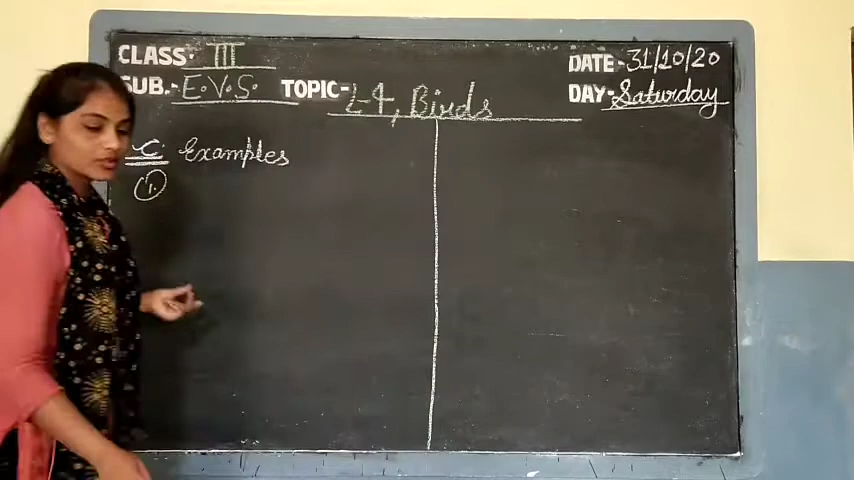 CLASS- III
SUB.- E.V.S.
TOPIC- L-4, Birds
DATE- 31/10/20
DAY- Saturday
C. Examples
1.